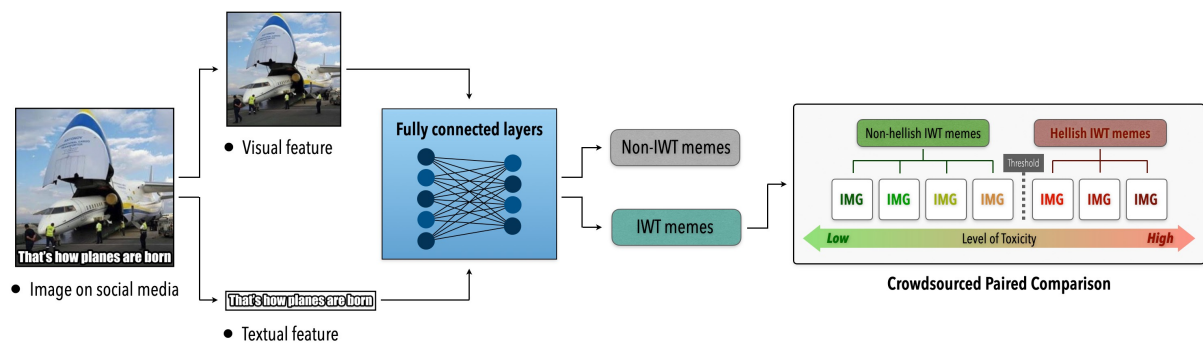 That's how planes are born
● Image on social media
● Visual feature
That's how planes are born
● Textual feature
Fully connected layers
Non-IWT memes
IWT memes
Non-hellish IWT memes
Hellish IWT memes
Threshold
IMG IMG IMG IMG IMG IMG IMG
Low Level of Toxicity High
Crowdsourced Paired Comparison